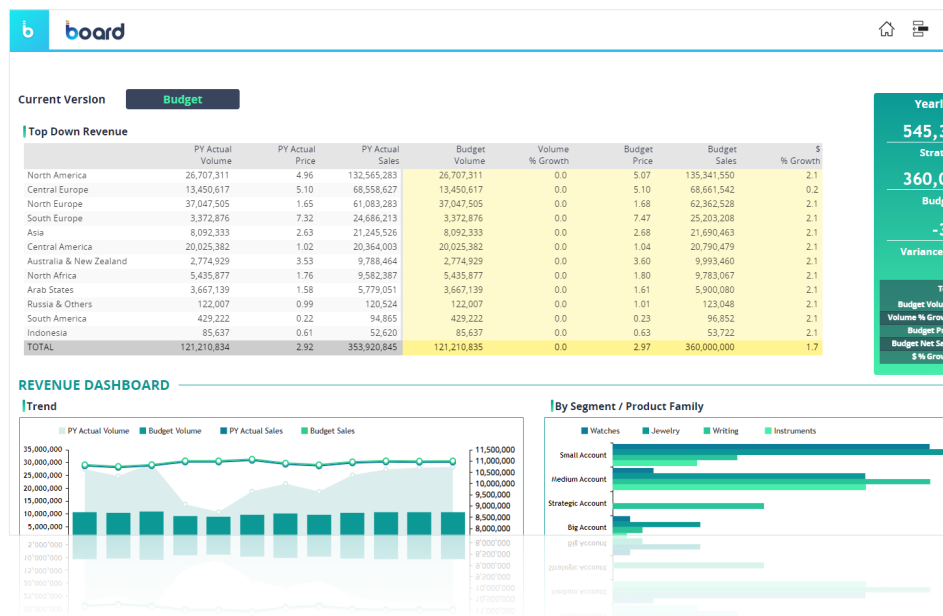 b board
Current Version Budget
Top Down Revenue
PY Actual Volume PY Actual Price PY Actual Sales Budget Volume Volume % Growth Budget Price Budget Sales $ % Growth
North America 26,707,311 4.96 132,565,283 26,707,311 0.0 5.07 135,341,550 2.1
Central Europe 13,450,617 5.10 68,558,627 13,450,617 0.0 5.10 68,661,542 0.2
North Europe 37,047,505 1.65 61,083,283 37,047,505 0.0 1.68 62,362,528 2.1
South Europe 3,372,876 7.32 24,686,213 3,372,876 0.0 7.47 25,203,208 2.1
Asia 8,092,333 2.63 21,245,526 8,092,333 0.0 2.68 21,690,463 2.1
Central America 20,025,382 1.02 20,364,003 20,025,382 0.0 1.04 20,790,479 2.1
Australia & New Zealand 2,774,929 3.53 9,788,464 2,774,929 0.0 3.60 9,993,460 2.1
North Africa 5,435,877 1.76 9,582,387 5,435,877 0.0 1.80 9,783,067 2.1
Arab States 3,667,139 1.58 5,779,051 3,667,139 0.0 1.61 5,900,080 2.1
Russia & Others 122,007 0.99 120,524 122,007 0.0 1.01 123,048 2.1
South America 429,222 0.22 94,865 429,222 0.0 0.23 96,852 2.1
Indonesia 85,637 0.61 52,620 85,637 0.0 0.63 53,722 2.1
TOTAL 121,210,834 2.92 353,920,845 121,210,835 0.0 2.97 360,000,000 1.7
Yearl
545,3
Strat
360,0
Budg
-3
Variance
T
Budget Volu
Volume % Grow
Budget Pr
Budget Net Sa
$ % Grow
REVENUE DASHBOARD
Trend
PY Actual Volume Budget Volume PY Actual Sales Budget Sales
35,000,000 11,500,000
30,000,000 11,000,000
25,000,000 10,500,000
20,000,000 10,000,000
15,000,000 9,500,000
10,000,000 9,000,000
5,000,000 8,500,000
8,000,000
By Segment / Product Family
Watches Jewelry Writing Instruments
Small Account
Medium Account
Strategic Account
Big Account